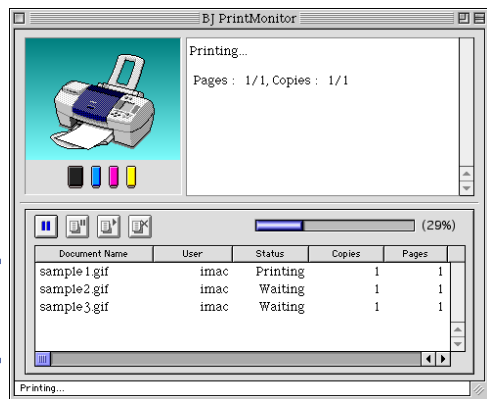 BJ PrintMonitor
Printing...
Pages : 1/1, Copies : 1/1
(29%)
Document Name User Status Copies Pages
sample1.gif imac Printing 1 1
sample2.gif imac Waiting 1 1
sample3.gif imac Waiting 1 1
Printing...